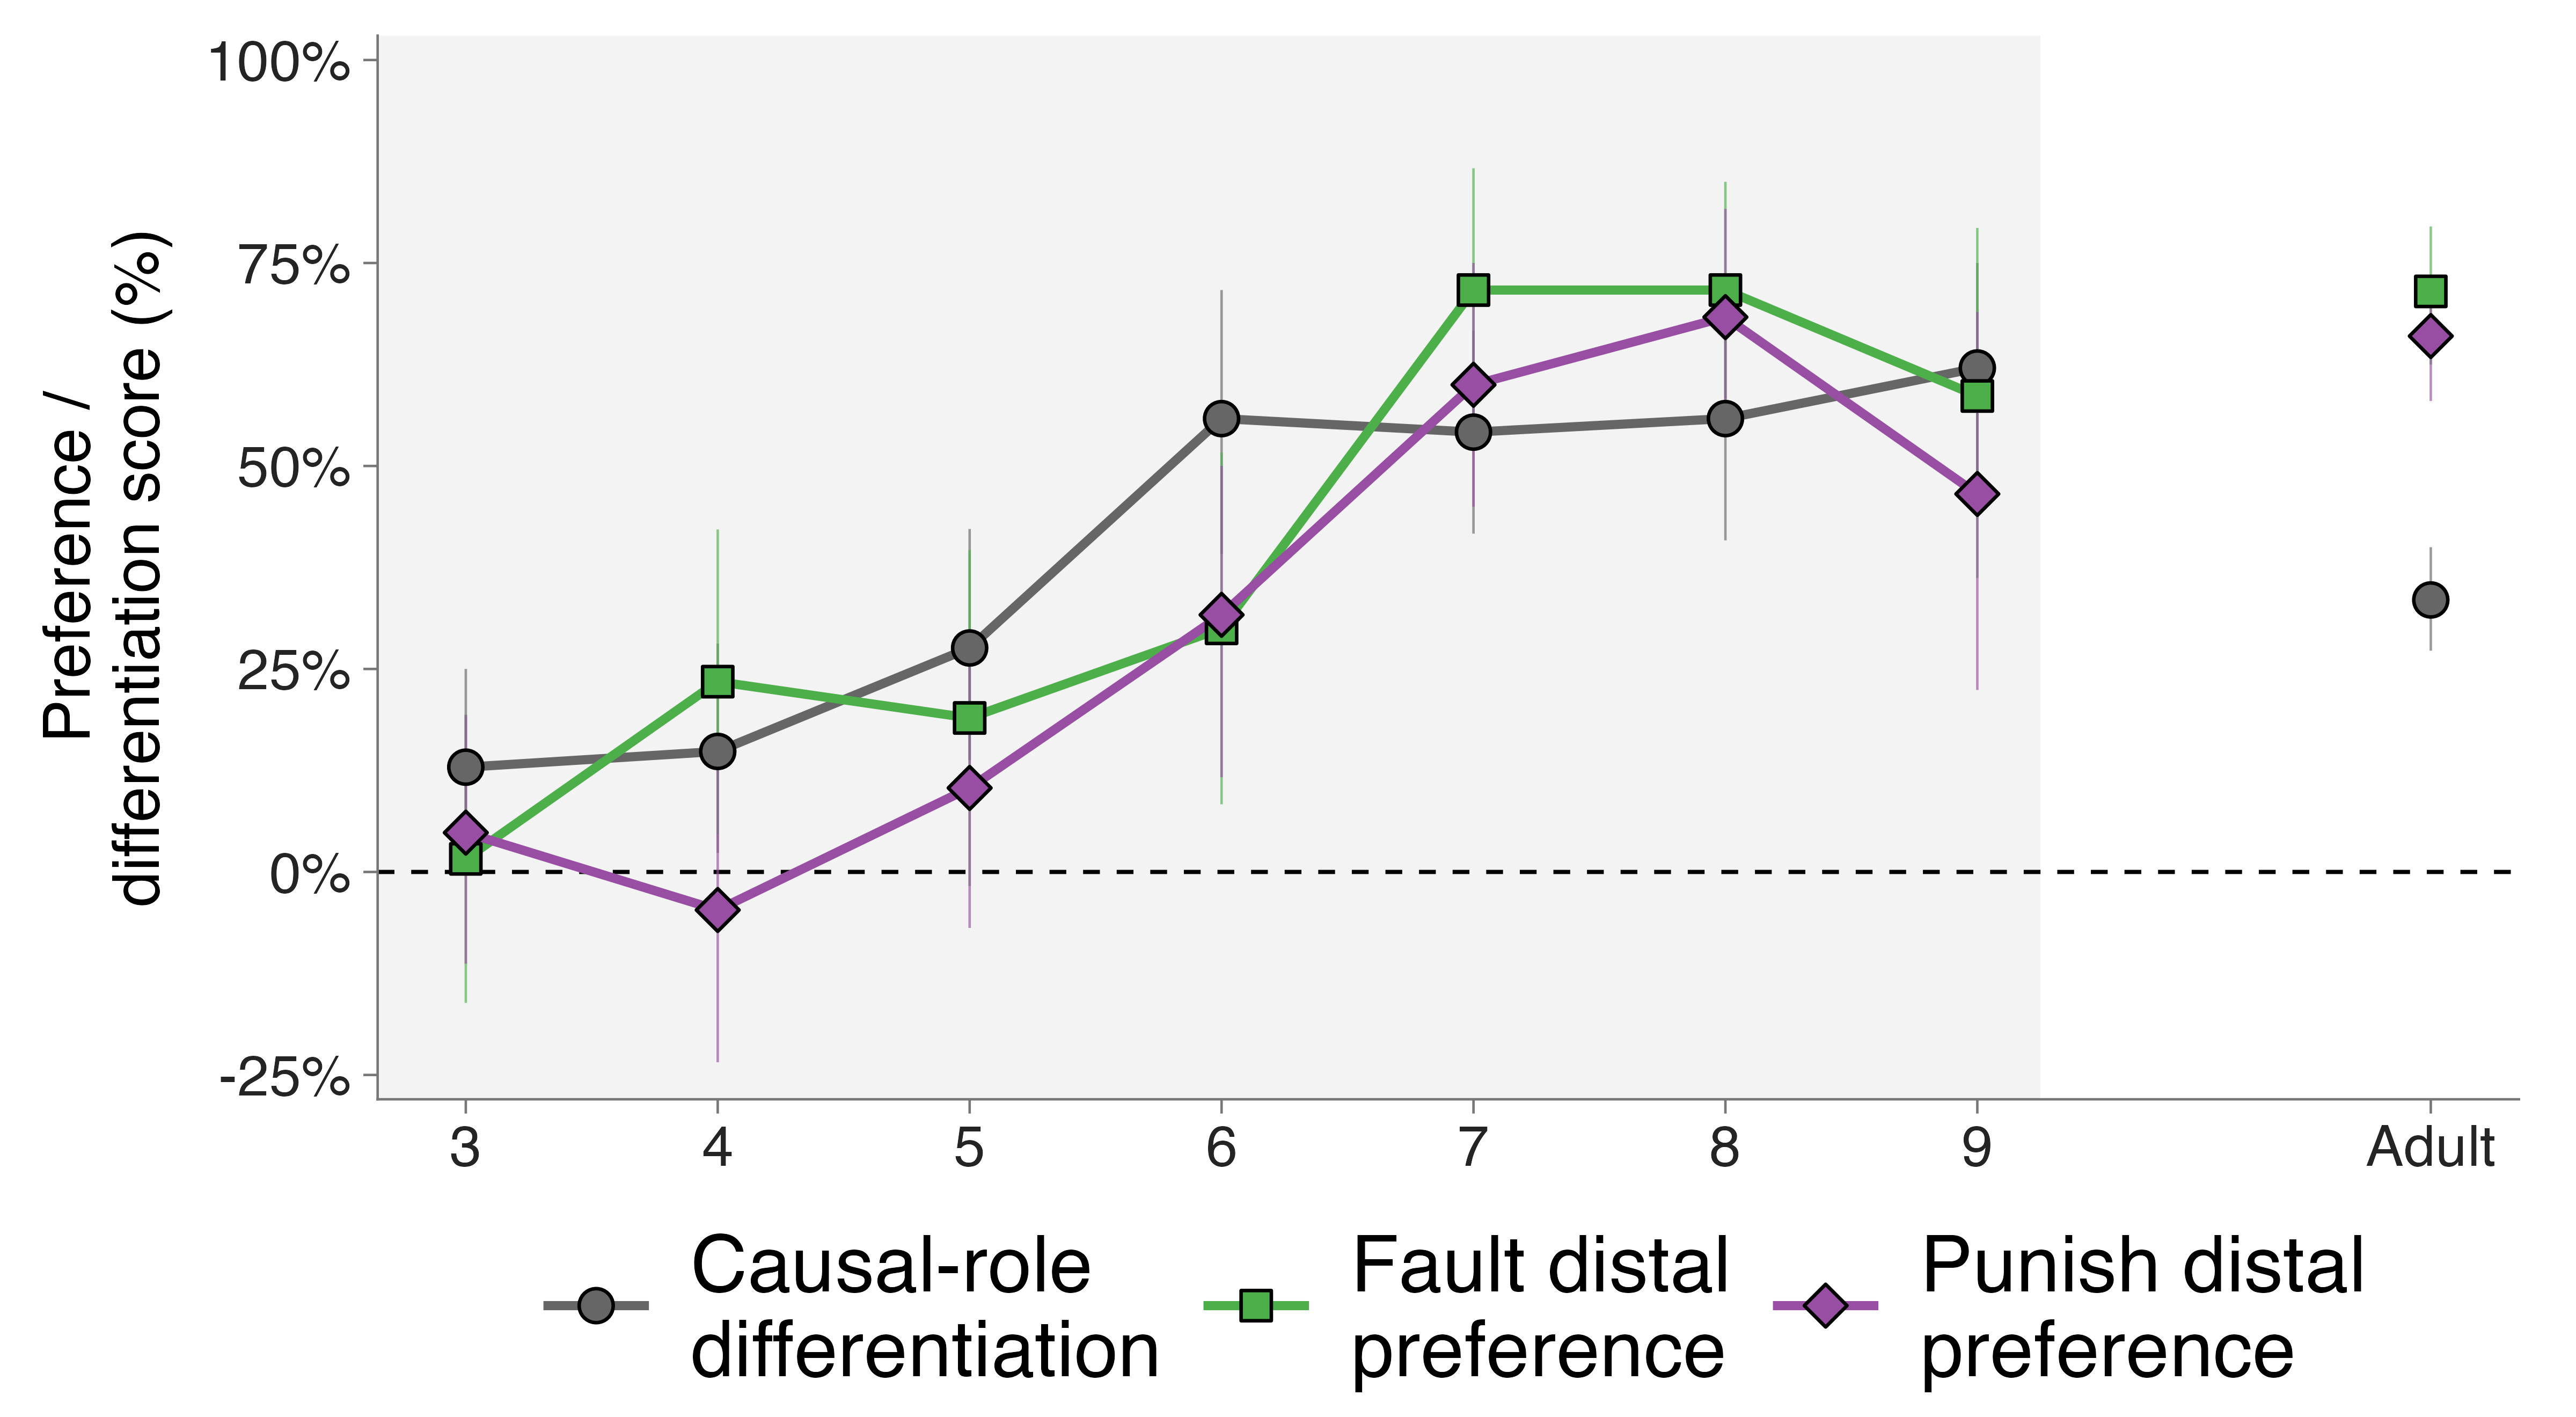 100%
75%
50%
25%
0%
-25%
Preference /
differentiation score (%)
3 4 5 6 7 8 9 Adult
Causal-role
differentiation
Fault distal
preference
Punish distal
preference